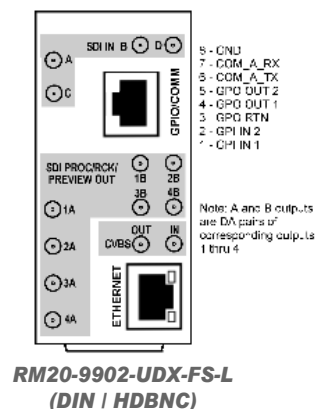 SDI IN B D
A
C
GPIO/COMM
8 - GND
7 - COM_A_RX
6 - COM_A_TX
5 - GPO OUT 2
4 - GPO OUT 1
3 GPO RTN
2 - GPI IN 2
1 - GPI IN 1
SDI PROC/RCK/
PREVIEW OUT
1B 2B
3B 4B
1A
2A
3A
4A
OUT IN
CVBS
ETHERNET
Note: A and B outputs
are DA pairs of
corresponding outputs
1 thru 4
RM20-9902-UDX-FS-L
(DIN / HDBNC)